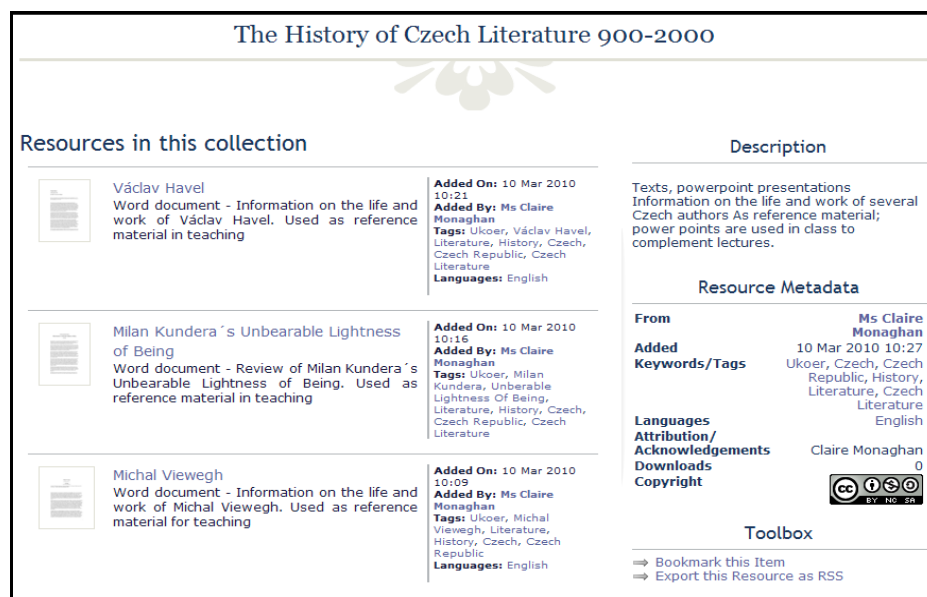 The History of Czech Literature 900-2000
Resources in this collection
Václav Havel
Word document - Information on the life and
work of Václav Havel. Used as reference
material in teaching
Added On: 10 Mar 2010
10:21
Added By: Ms Claire
Monaghan
Tags: Ukoer, Václav Havel,
Literature, History, Czech,
Czech Republic, Czech
Literature
Languages: English
Milan Kundera´s Unbearable Lightness
of Being
Word document - Review of Milan Kundera´s
Unbearable Lightness of Being. Used as
reference material in teaching
Added On: 10 Mar 2010
10:16
Added By: Ms Claire
Monaghan
Tags: Ukoer, Milan
Kundera, Unberable
Lightness Of Being,
Literature, History, Czech,
Czech Republic, Czech
Literature
Michal Viewegh
Word document - Information on the life and
work of Michal Viewegh. Used as reference
material for teaching
Added On: 10 Mar 2010
10:09
Added By: Ms Claire
Monaghan
Tags: Ukoer, Michal
Viewegh, Literature,
History, Czech, Czech
Republic
Languages: English
Description
Texts, powerpoint presentations
Information on the life and work of several
Czech authors As reference material;
power points are used in class to
complement lectures.
Resource Metadata
From Ms Claire
Monaghan
Added 10 Mar 2010 10:27
Keywords/Tags Ukoer, Czech, Czech
Republic, History,
Literature, Czech
Literature
Languages English
Attribution/
Acknowledgements Claire Monaghan
Downloads 0
Copyright cc
BY NC SA
Toolbox
Bookmark this Item
Export this Resource as RSS